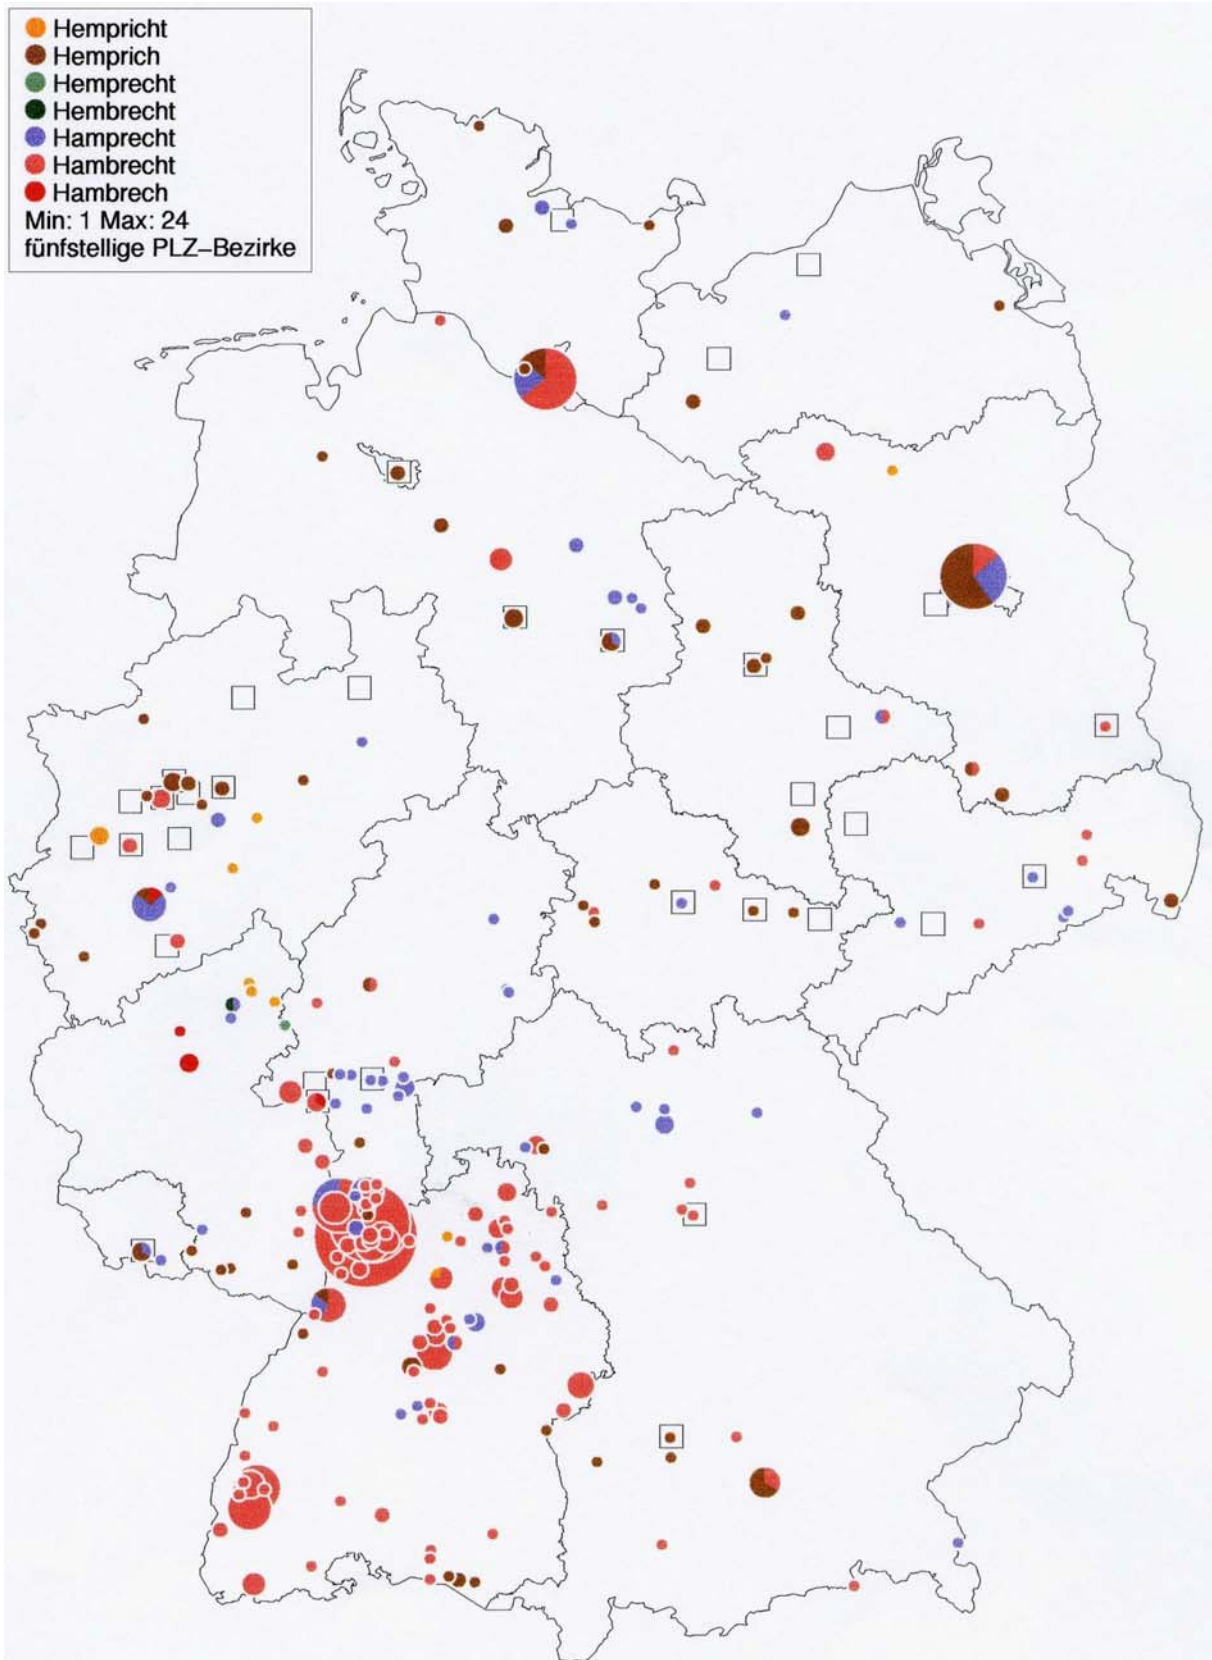 Hempricht
Hemprich
Hemprecht
Hembrecht
Hamprecht
Hambrecht
Hambrech
Min: 1 Max: 24
fünfstellige PLZ–Bezirke